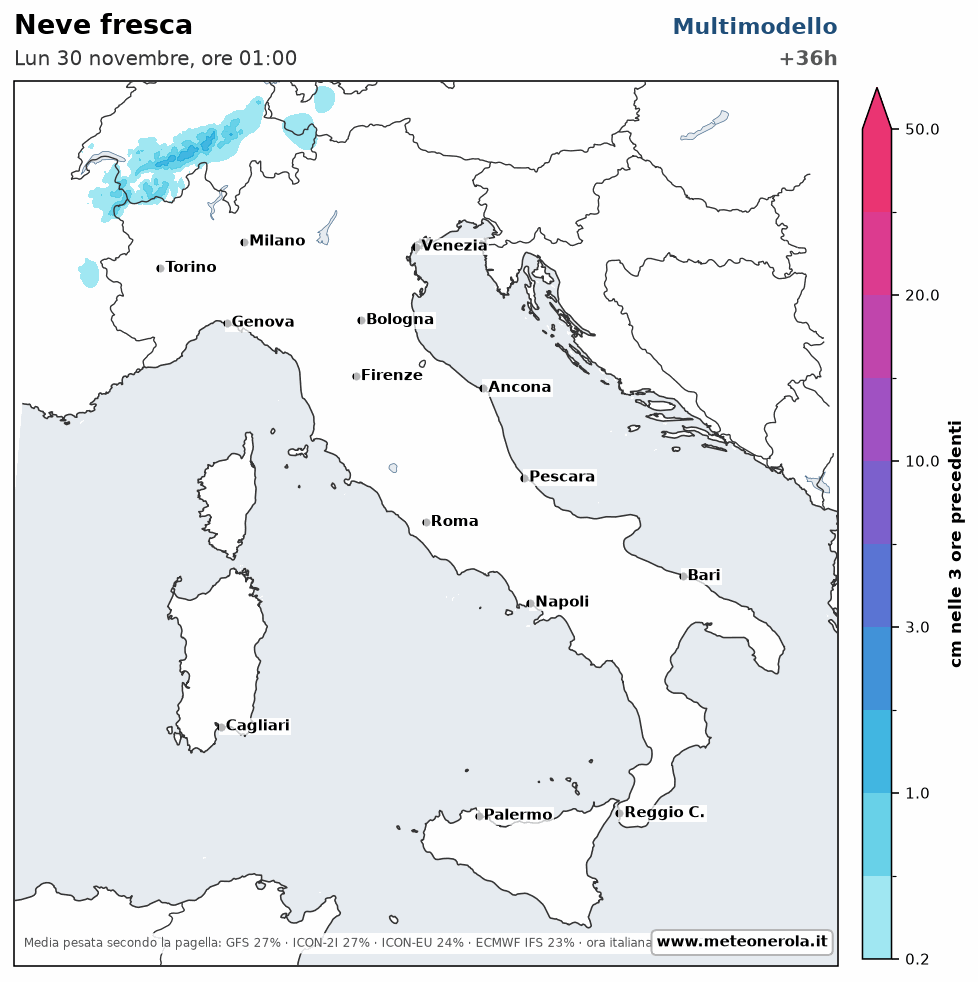 Neve fresca
Multimodello
Lun 30 novembre, ore 01:00
+36h
50.0
20.0
10.0
3.0
1.0
0.2
cm nelle 3 ore precedenti
Milano
Venezia
Torino
Genova
Bologna
Firenze
Ancona
Pescara
Roma
Bari
Napoli
Cagliari
Palermo
Reggio C.
Media pesata secondo la pagella: GFS 27% · ICON-2I 27% · ICON-EU 24% · ECMWF IFS 23% · ora italiana
www.meteonerola.it